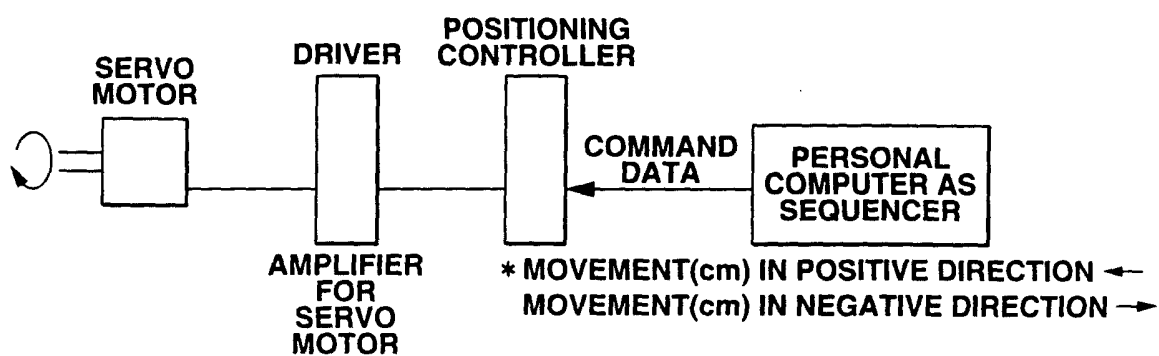 SERVO
MOTOR
DRIVER
AMPLIFIER
FOR
SERVO
MOTOR
POSITIONING
CONTROLLER
COMMAND
DATA
PERSONAL
COMPUTER AS
SEQUENCER
* MOVEMENT(cm) IN POSITIVE DIRECTION ←
MOVEMENT(cm) IN NEGATIVE DIRECTION →